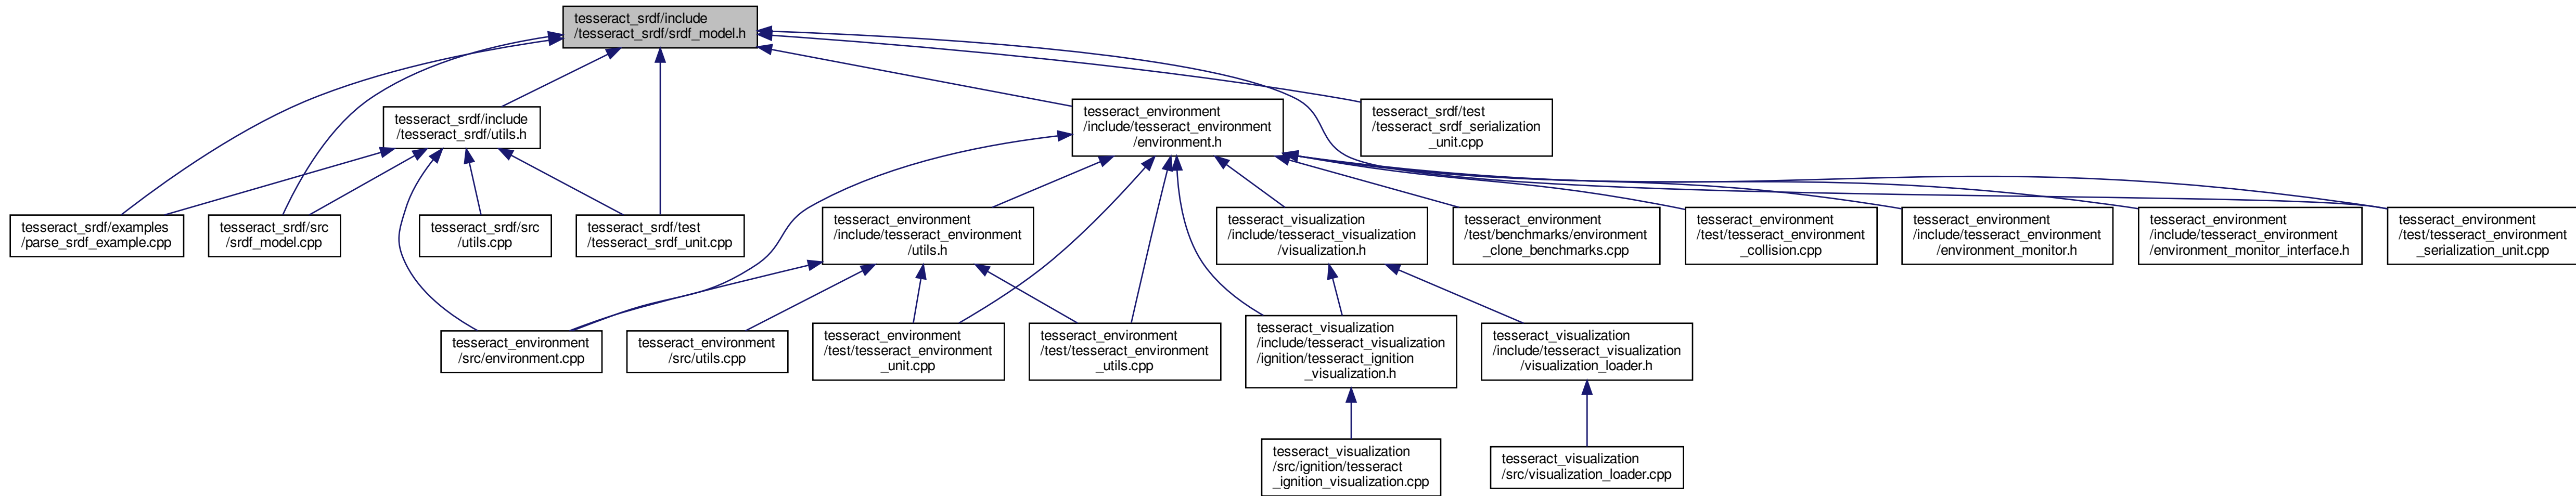 tesseract_srdf/include
/tesseract_srdf/srdf_model.h
tesseract_srdf/include
/tesseract_srdf/utils.h
tesseract_environment
/include/tesseract_environment
/environment.h
tesseract_srdf/test
/tesseract_srdf_serialization
_unit.cpp
tesseract_srdf/examples
/parse_srdf_example.cpp
tesseract_srdf/src
/srdf_model.cpp
tesseract_srdf/src
/utils.cpp
tesseract_srdf/test
/tesseract_srdf_unit.cpp
tesseract_environment
/include/tesseract_environment
/utils.h
tesseract_visualization
/include/tesseract_visualization
/visualization.h
tesseract_environment
/test/benchmarks/environment
_clone_benchmarks.cpp
tesseract_environment
/test/tesseract_environment
_collision.cpp
tesseract_environment
/include/tesseract_environment
/environment_monitor.h
tesseract_environment
/include/tesseract_environment
/environment_monitor_interface.h
tesseract_environment
/test/tesseract_environment
_serialization_unit.cpp
tesseract_environment
/src/environment.cpp
tesseract_environment
/src/utils.cpp
tesseract_environment
/test/tesseract_environment
_unit.cpp
tesseract_environment
/test/tesseract_environment
_utils.cpp
tesseract_visualization
/include/tesseract_visualization
/ignition/tesseract_ignition
_visualization.h
tesseract_visualization
/include/tesseract_visualization
/visualization_loader.h
tesseract_visualization
/src/ignition/tesseract
_ignition_visualization.cpp
tesseract_visualization
/src/visualization_loader.cpp